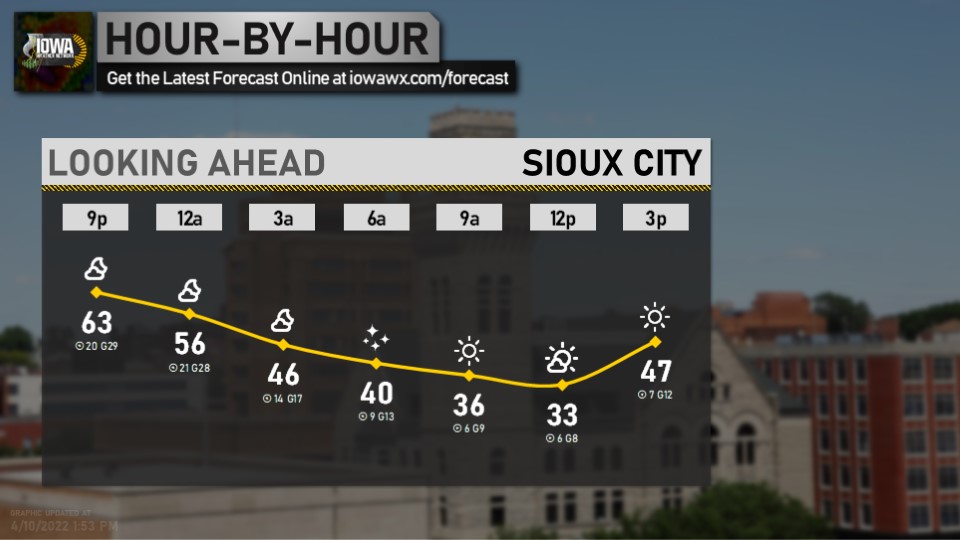 IOWA
HOUR-BY-HOUR
Get the Latest Forecast Online at iowawx.com/forecast
LOOKING AHEAD
SIOUX CITY
9p 12a 3a 6a 9a 12p 3p
63 56 46 40 36 33 47
20 G29 21 G28 14 G17 9 G13 6 G9 6 G8 7 G12
GRAPHIC UPDATED AT
4/10/2022 1:53 PM